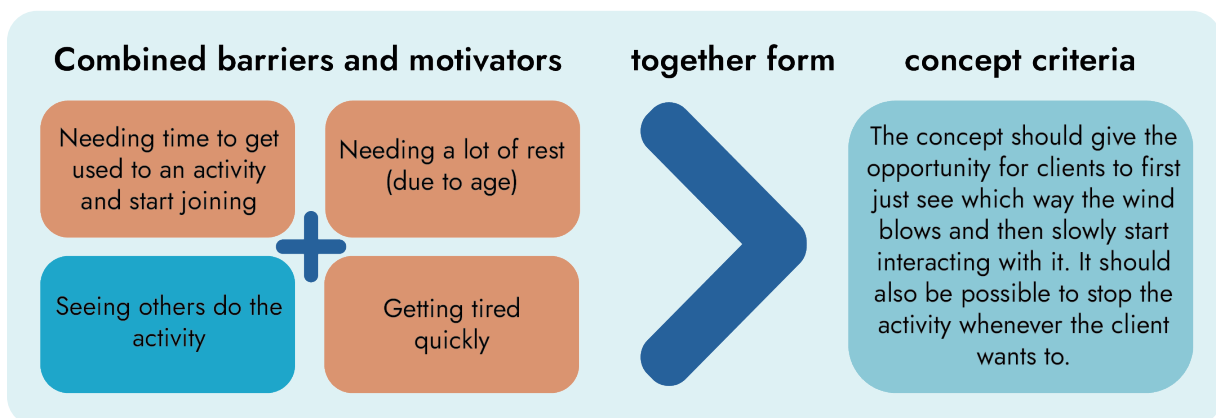 Combined barriers and motivators
together form
concept criteria
Needing time to get
used to an activity
and start joining
Needing a lot of rest
(due to age)
Seeing others do the
activity
Getting tired
quickly
The concept should give the
opportunity for clients to first
just see which way the wind
blows and then slowly start
interacting with it. It should
also be possible to stop the
activity whenever the client
wants to.